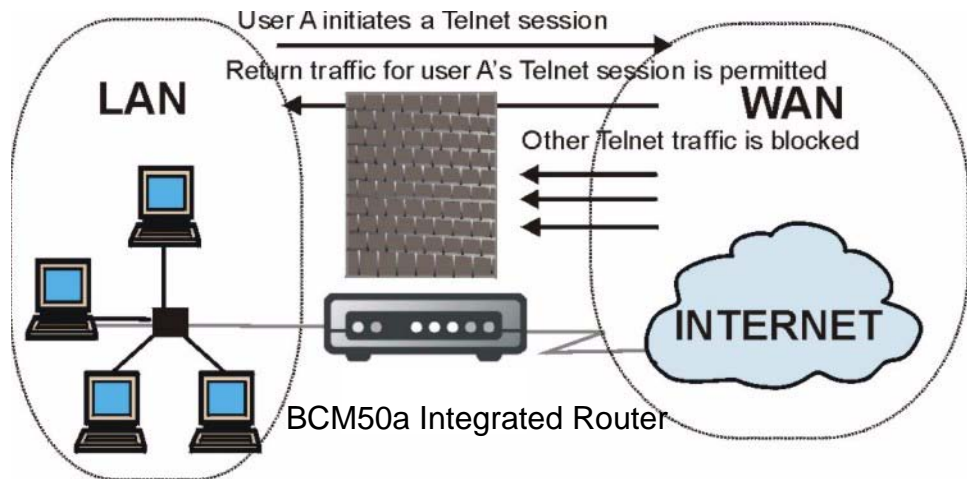 User A initiates a Telnet session
Return traffic for user A's Telnet session is permitted
LAN
WAN
Other Telnet traffic is blocked
INTERNET
BCM50a Integrated Router